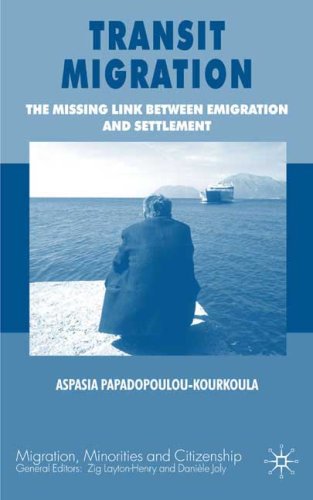 TRANSIT
MIGRATION
THE MISSING LINK BETWEEN EMIGRATION
AND SETTLEMENT
ASPASIA PAPADOPOULOU-KOURKOULA
Migration, Minorities and Citizenship
General Editors: Zig Layton-Henry and Danièle Joly